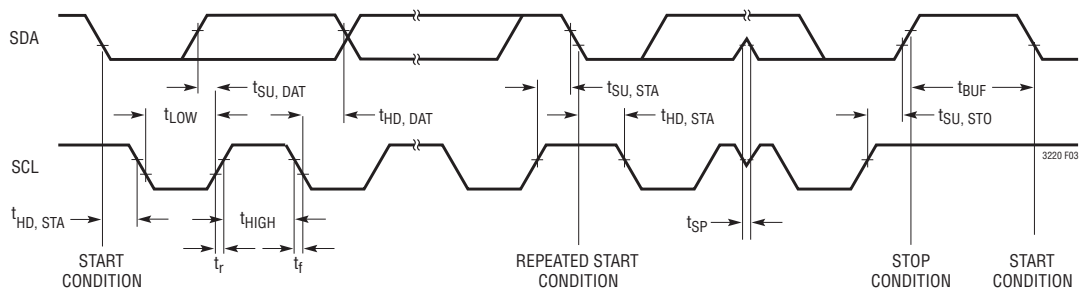 SDA
tSU, DAT
tSU, STA
tBUF
tLOW
tHD, DAT
tHD, STA
tSU, STO
SCL
3220 F03
tHD, STA
tHIGH
tSP
tr
tf
START
CONDITION
REPEATED START
CONDITION
STOP
CONDITION
START
CONDITION